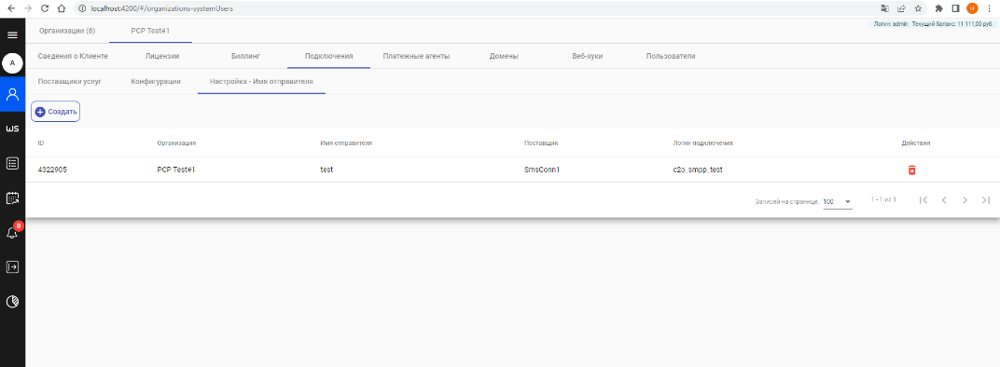 localhost:4200/#/organizations-systemUsers
H
Логин: admin Текущий баланс: 11 111,00 руб.
Организации (8) PCP Test#1
A
Сведения о Клиенте Лицензии Биллинг Подключения Платежные агенты Домены Веб-хуки Пользователи
Поставщики услуг Конфигурации Настройка - Имя отправителя
Создать
ws
ID Организация Имя отправителя Поставщик Логин подключения Действия
4322905 PCP Test#1 test SmsConn1 c2o_smpp_test
Записей на странице: 100 1 - 1 из 1
0